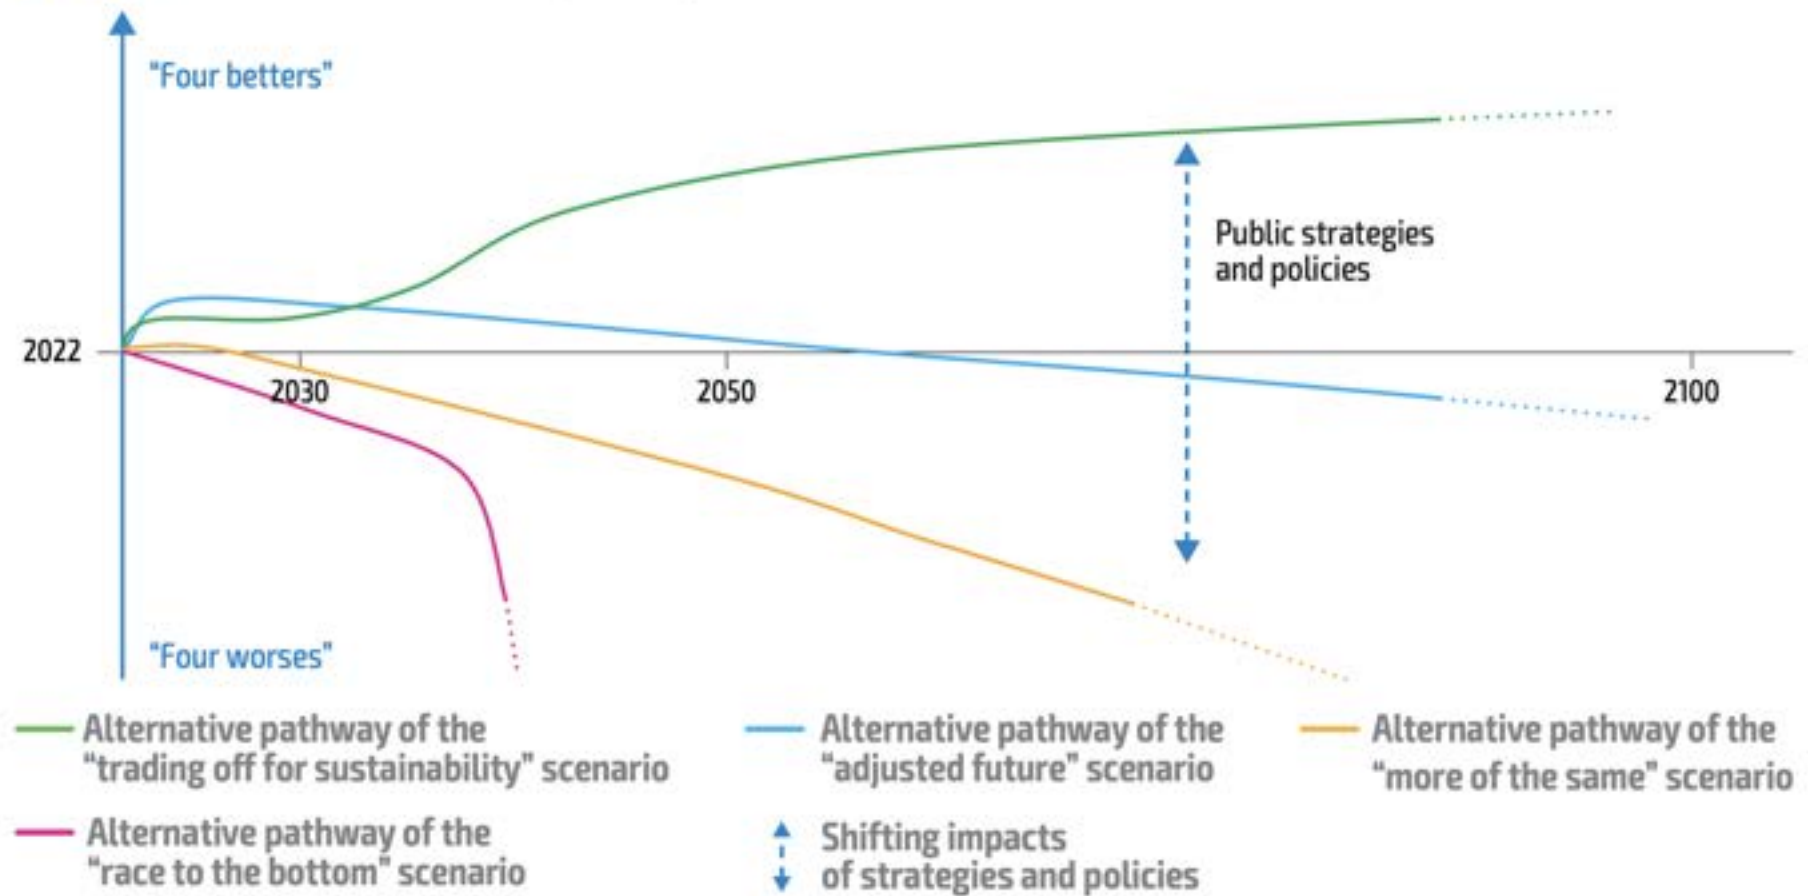 “Four betters”
Public strategies
and policies
2022
2030
2050
2100
“Four worses”
Alternative pathway of the
“trading off for sustainability” scenario
Alternative pathway of the
“adjusted future” scenario
Alternative pathway of the
“more of the same” scenario
Alternative pathway of the
“race to the bottom” scenario
Shifting impacts
of strategies and policies